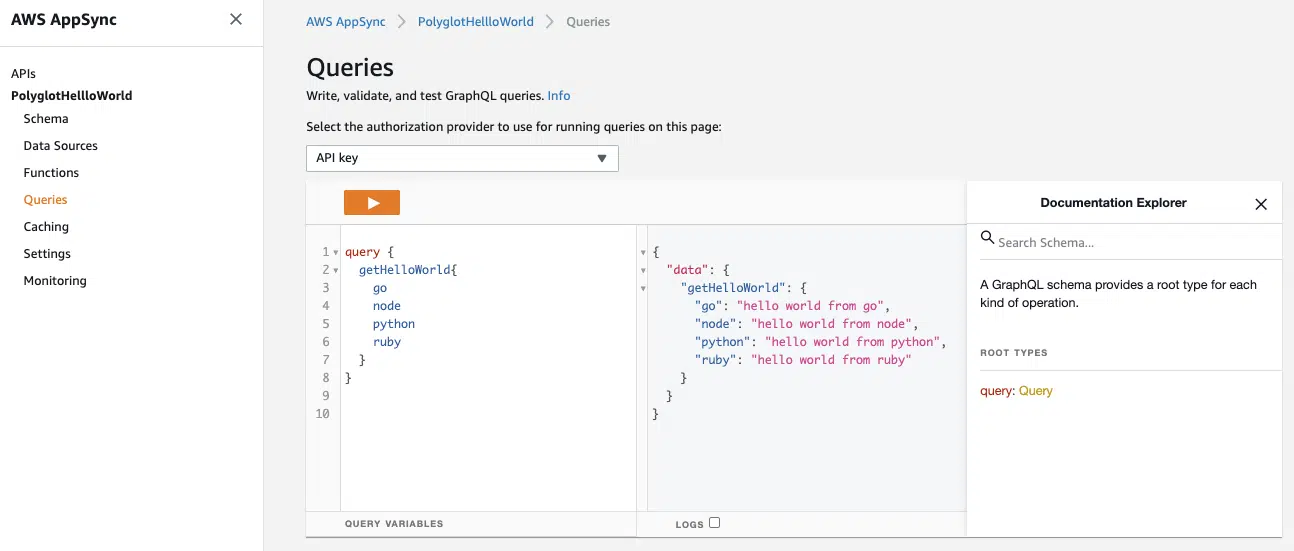 AWS AppSync
APIs
PolyglotHellloWorld
Schema
Data Sources
Functions
Queries
Caching
Settings
Monitoring
AWS AppSync > PolyglotHellloWorld > Queries
Queries
Write, validate, and test GraphQL queries. Info
Select the authorization provider to use for running queries on this page:
API key
1 query {
2 getHelloWorld{
3 go
4 node
5 python
6 ruby
7 }
8 }
9
10
QUERY VARIABLES
{
"data": {
"getHelloWorld": {
"go": "hello world from go",
"node": "hello world from node",
"python": "hello world from python",
"ruby": "hello world from ruby"
}
}
}
LOGS
Documentation Explorer
Search Schema...
A GraphQL schema provides a root type for each
kind of operation.
ROOT TYPES
query: Query